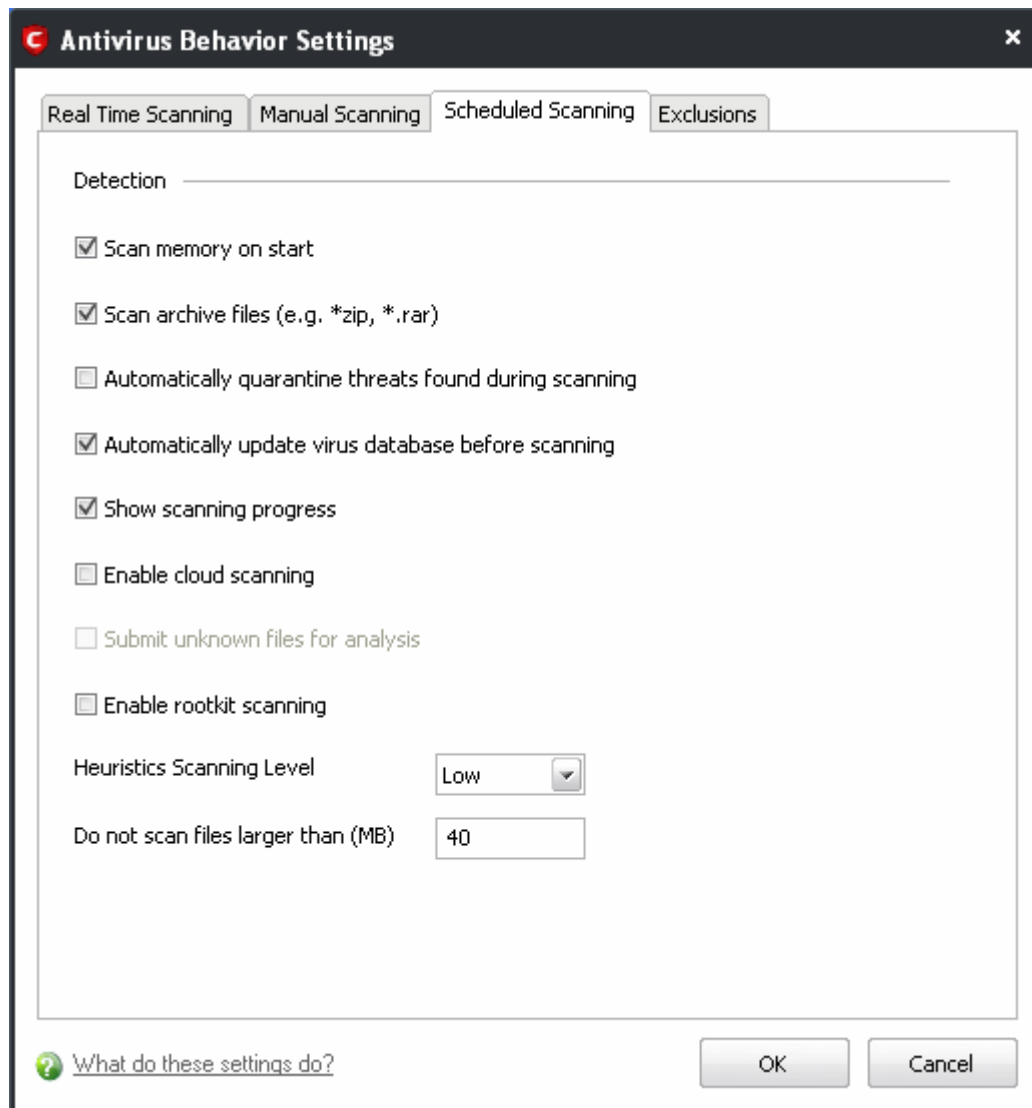 C Antivirus Behavior Settings ×
Real Time Scanning Manual Scanning Scheduled Scanning Exclusions
Detection
Scan memory on start
Scan archive files (e.g. *zip, *.rar)
Automatically quarantine threats found during scanning
Automatically update virus database before scanning
Show scanning progress
Enable cloud scanning
Submit unknown files for analysis
Enable rootkit scanning
Heuristics Scanning Level Low
Do not scan files larger than (MB) 40
? What do these settings do? OK Cancel